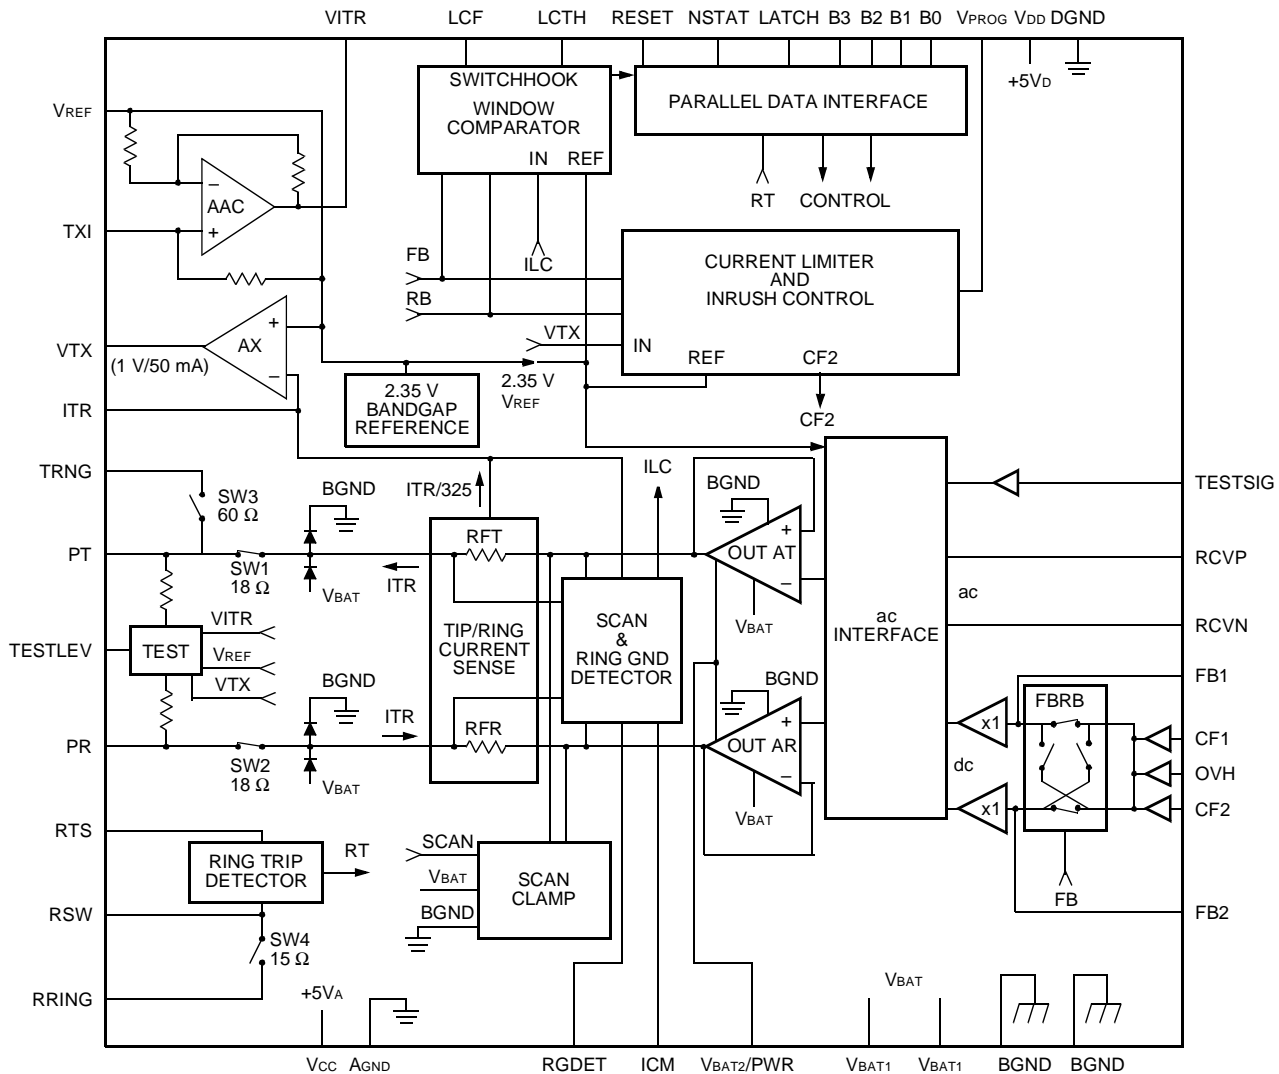 VITR LCF LCTH RESET NSTAT LATCH B3 B2 B1 B0 VPROG VDD DGND
+5VD
SWITCHHOOK
WINDOW
COMPARATOR
IN REF
PARALLEL DATA INTERFACE
RT CONTROL
VREF
AAC
−
+
TXI
FB
RB
ILC
CURRENT LIMITER
AND
INRUSH CONTROL
VTX
IN
REF CF2
CF2
VTX
(1 V/50 mA)
AX
+
−
2.35 V
BANDGAP
REFERENCE
2.35 V
VREF
ITR
TRNG
SW3
60 Ω
BGND
ITR/325
ILC
BGND
TESTSIG
PT
SW1
18 Ω
VBAT
ITR
RFT
OUT AT
+
−
VBAT
RCVP
ac
RCVN
ac
INTERFACE
TESTLEV
TEST
VITR
VREF
VTX
TIP/RING
CURRENT
SENSE
SCAN
&
RING GND
DETECTOR
BGND
BGND
ITR
RFR
PR
SW2
18 Ω
VBAT
OUT AR
+
−
VBAT
FB1
FBRB
x1
CF1
OVH
dc
x1
CF2
FB
FB2
RTS
RING TRIP
DETECTOR
RT
SCAN
VBAT
BGND
SCAN
CLAMP
RSW
SW4
15 Ω
RRING
+5VA
VBAT
VCC AGND RGDET ICM VBAT2/PWR VBAT1 VBAT1 BGND BGND